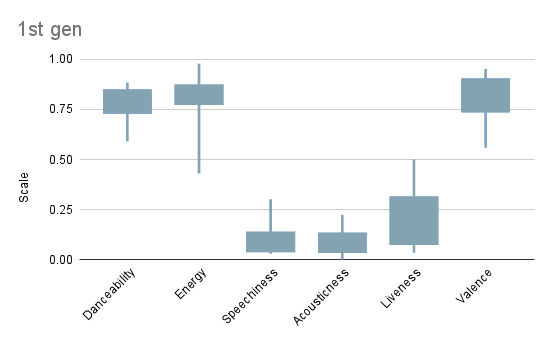 1st gen
1.00
0.75
0.50
0.25
0.00
Scale
Danceability
Energy
Speechiness
Acousticness
Liveness
Valence